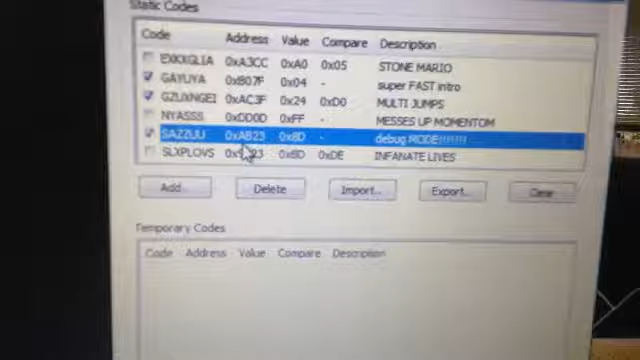 Static Codes
Code Address Value Compare Description
EXKXGLIA 0xA3CC 0xA0 0x05 STONE MARIO
GAYUYA 0xB07F 0x04 - super FAST intro
GZUXNGEI 0xAC3F 0x24 0xD0 MULTI JUMPS
NYASSS 0xDD0D 0xFF - MESSES UP MOMENTOM
SAZZUU 0xAB23 0x8D - debug MODE!!!!!!!
SLXPLOVS 0xDE INFANATE LIVES
Add... Delete Import... Export... Clear
Temporary Codes
Code Address Value Compare Description